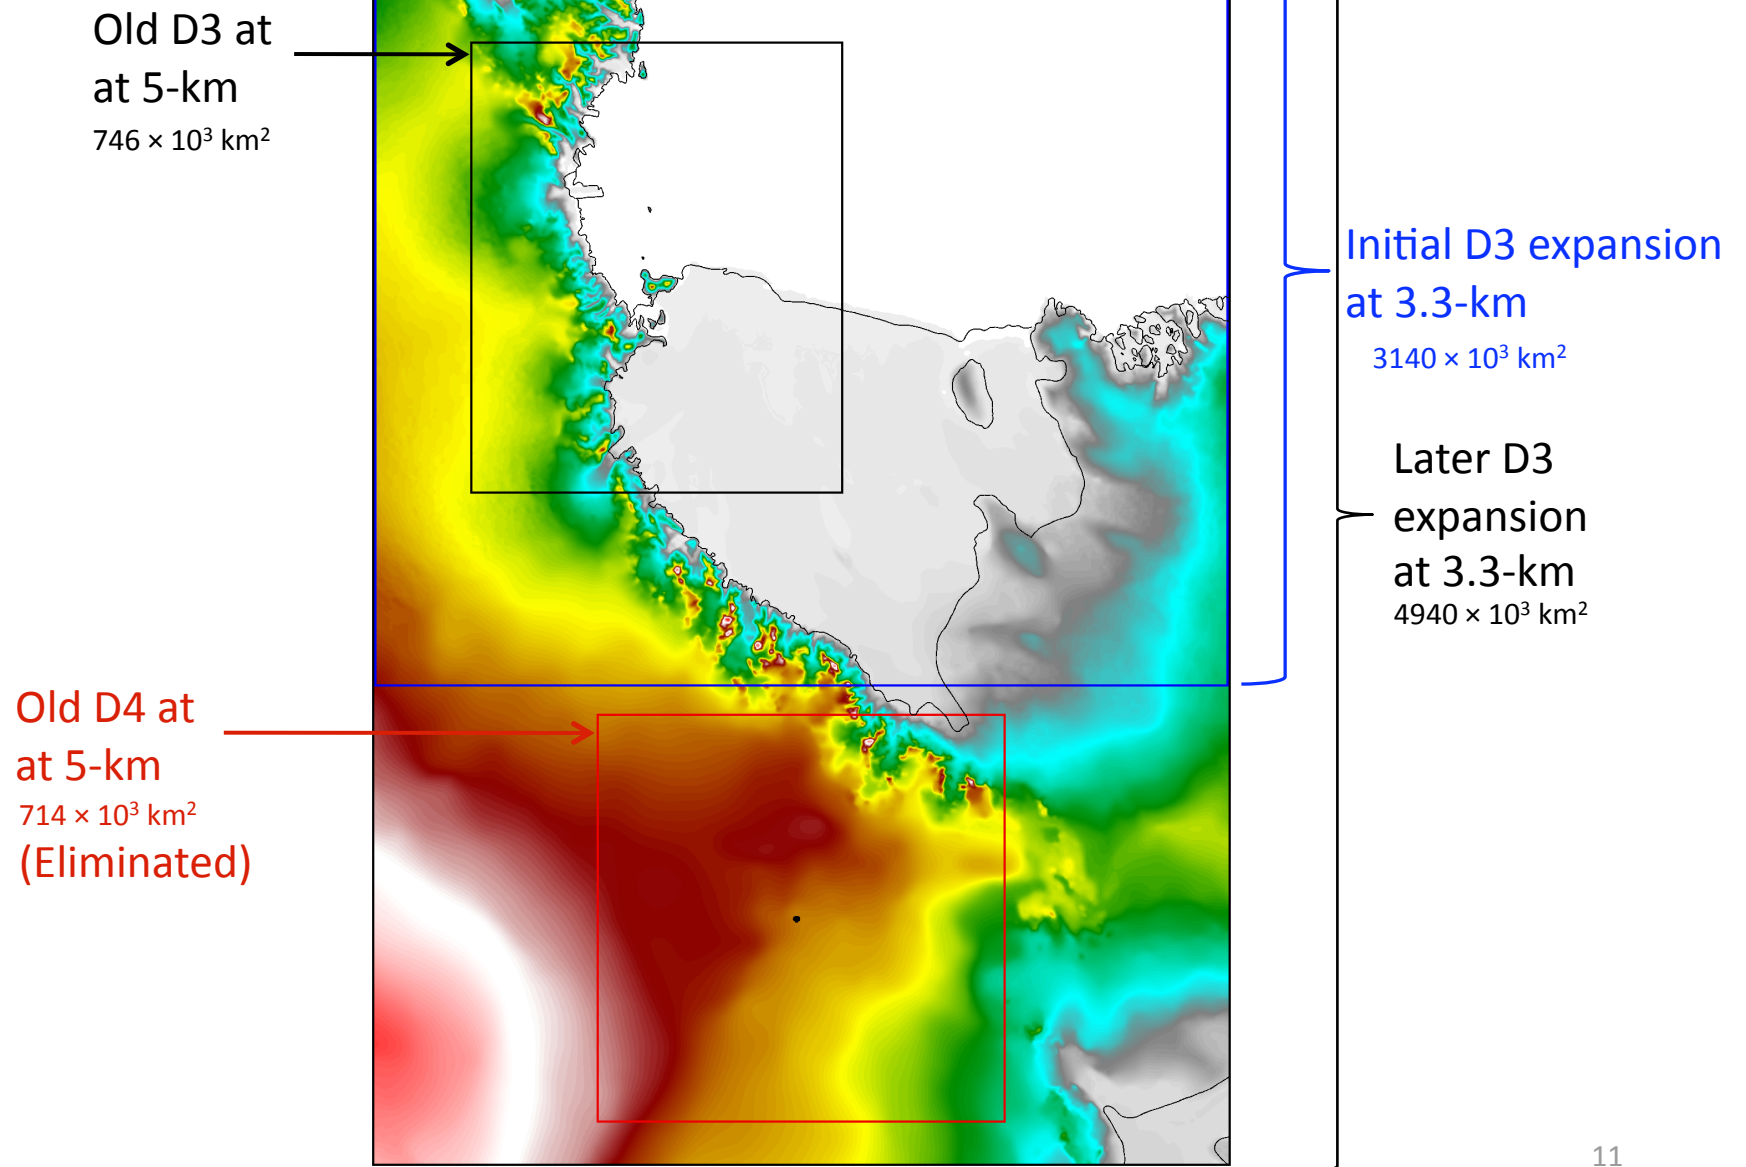 Old D3 at
at 5-km
746 × 10³ km²
Initial D3 expansion
at 3.3-km
3140 × 10³ km²
Later D3
expansion
at 3.3-km
4940 × 10³ km²
Old D4 at
at 5-km
714 × 10³ km²
(Eliminated)
11